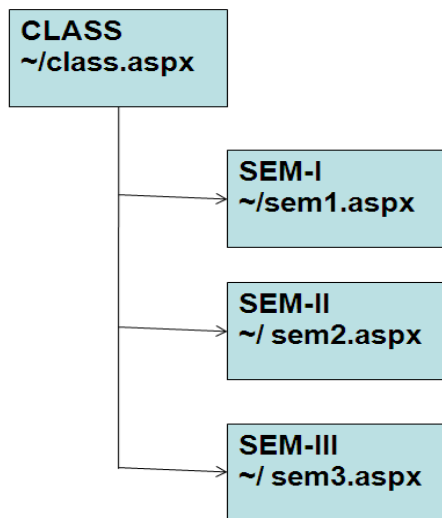 CLASS
~/class.aspx
SEM-I
~/sem1.aspx
SEM-II
~/ sem2.aspx
SEM-III
~/ sem3.aspx